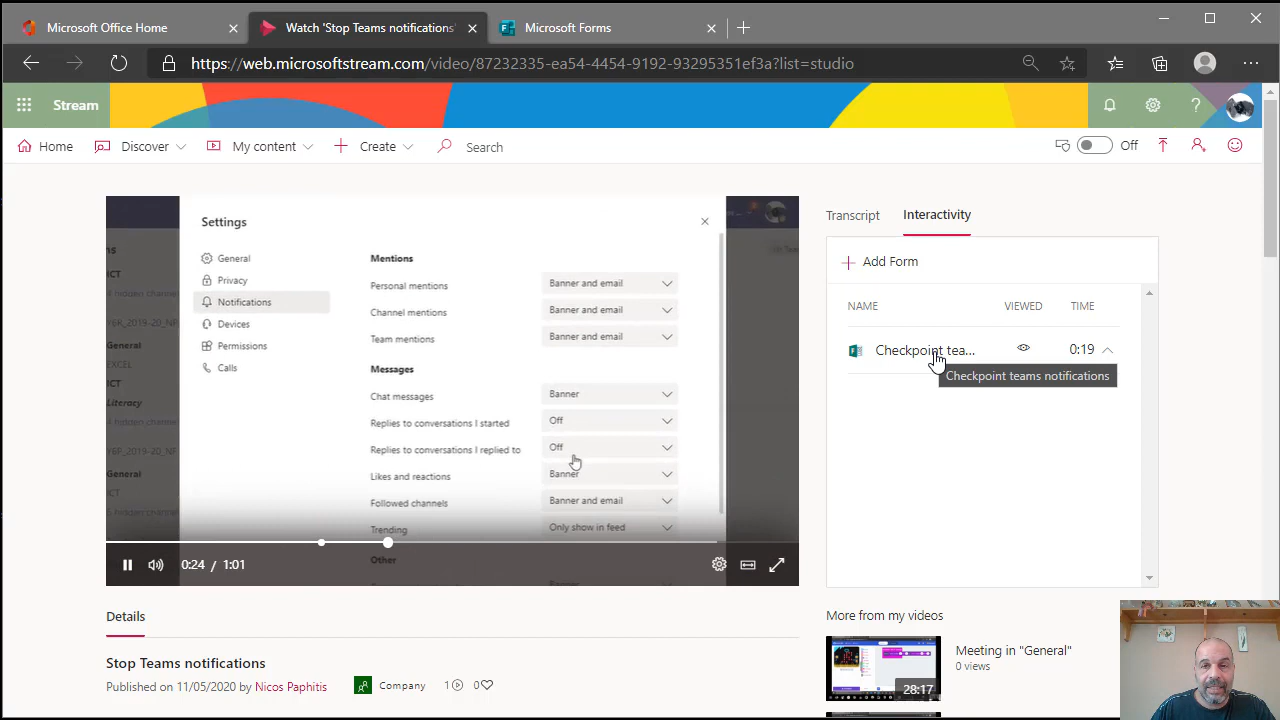 Microsoft Office Home
Watch 'Stop Teams notifications'
Microsoft Forms
https://web.microsoftstream.com/video/87232335-ea54-4454-9192-93295351ef3a?list=studio
Stream
Home
Discover
My content
Create
Search
Off
Settings
General
Privacy
Notifications
Devices
Permissions
Calls
Mentions
Personal mentions Banner and email
Channel mentions Banner and email
Team mentions Banner and email
Messages
Chat messages Banner
Replies to conversations I started Off
Replies to conversations I replied to Off
Likes and reactions Banner
Followed channels Banner and email
Trending Only show in feed
Other
General
EXCEL
Literacy
General
0:24 / 1:01
Transcript
Interactivity
Add Form
NAME VIEWED TIME
Checkpoint tea... 0:19
Checkpoint teams notifications
Details
Stop Teams notifications
Published on 11/05/2020 by Nicos Paphitis
Company
1
0
More from my videos
28:17
Meeting in "General"
0 views